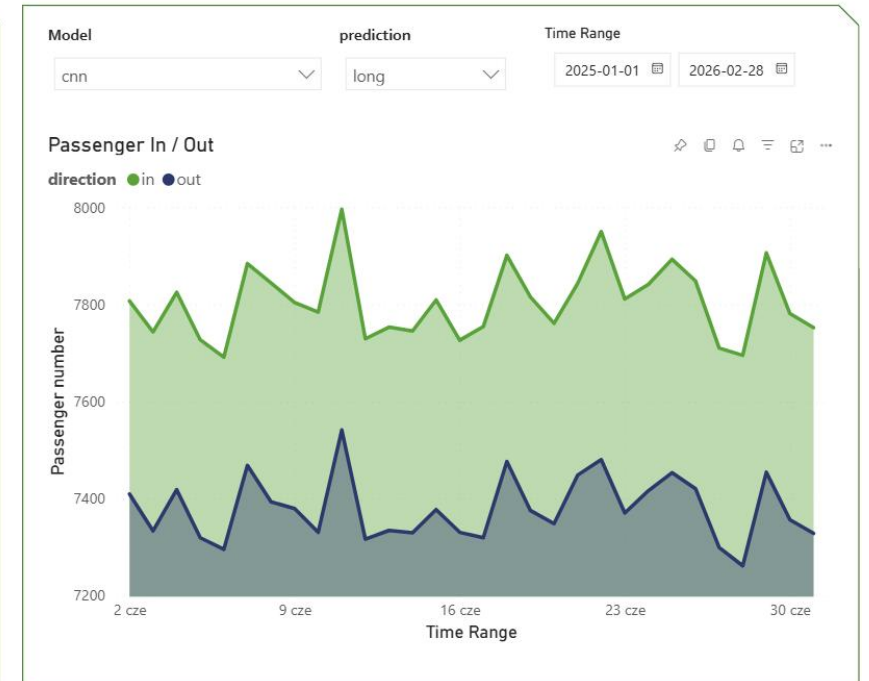 Model
prediction
Time Range
cnn
long
2025-01-01
2026-02-28
Passenger In / Out
direction in out
8000
7800
7600
7400
7200
Passenger number
2 cze
9 cze
16 cze
23 cze
30 cze
Time Range